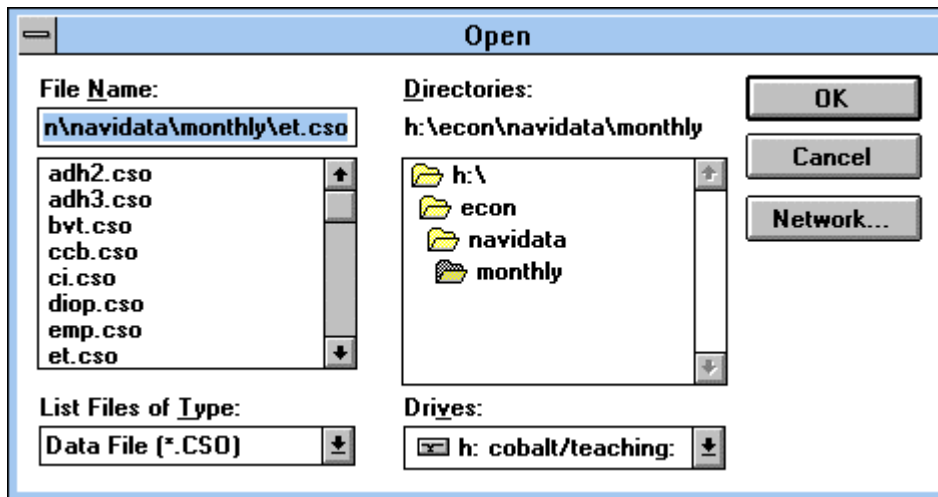 Open
File Name:
n\navidata\monthly\et.cso
adh2.cso
adh3.cso
bvt.cso
ccb.cso
ci.cso
diop.cso
emp.cso
et.cso
List Files of Type:
Data File (*.CSO)
Directories:
h:\econ\navidata\monthly
h:\
econ
navidata
monthly
Drives:
h: cobalt/teaching:
OK
Cancel
Network...